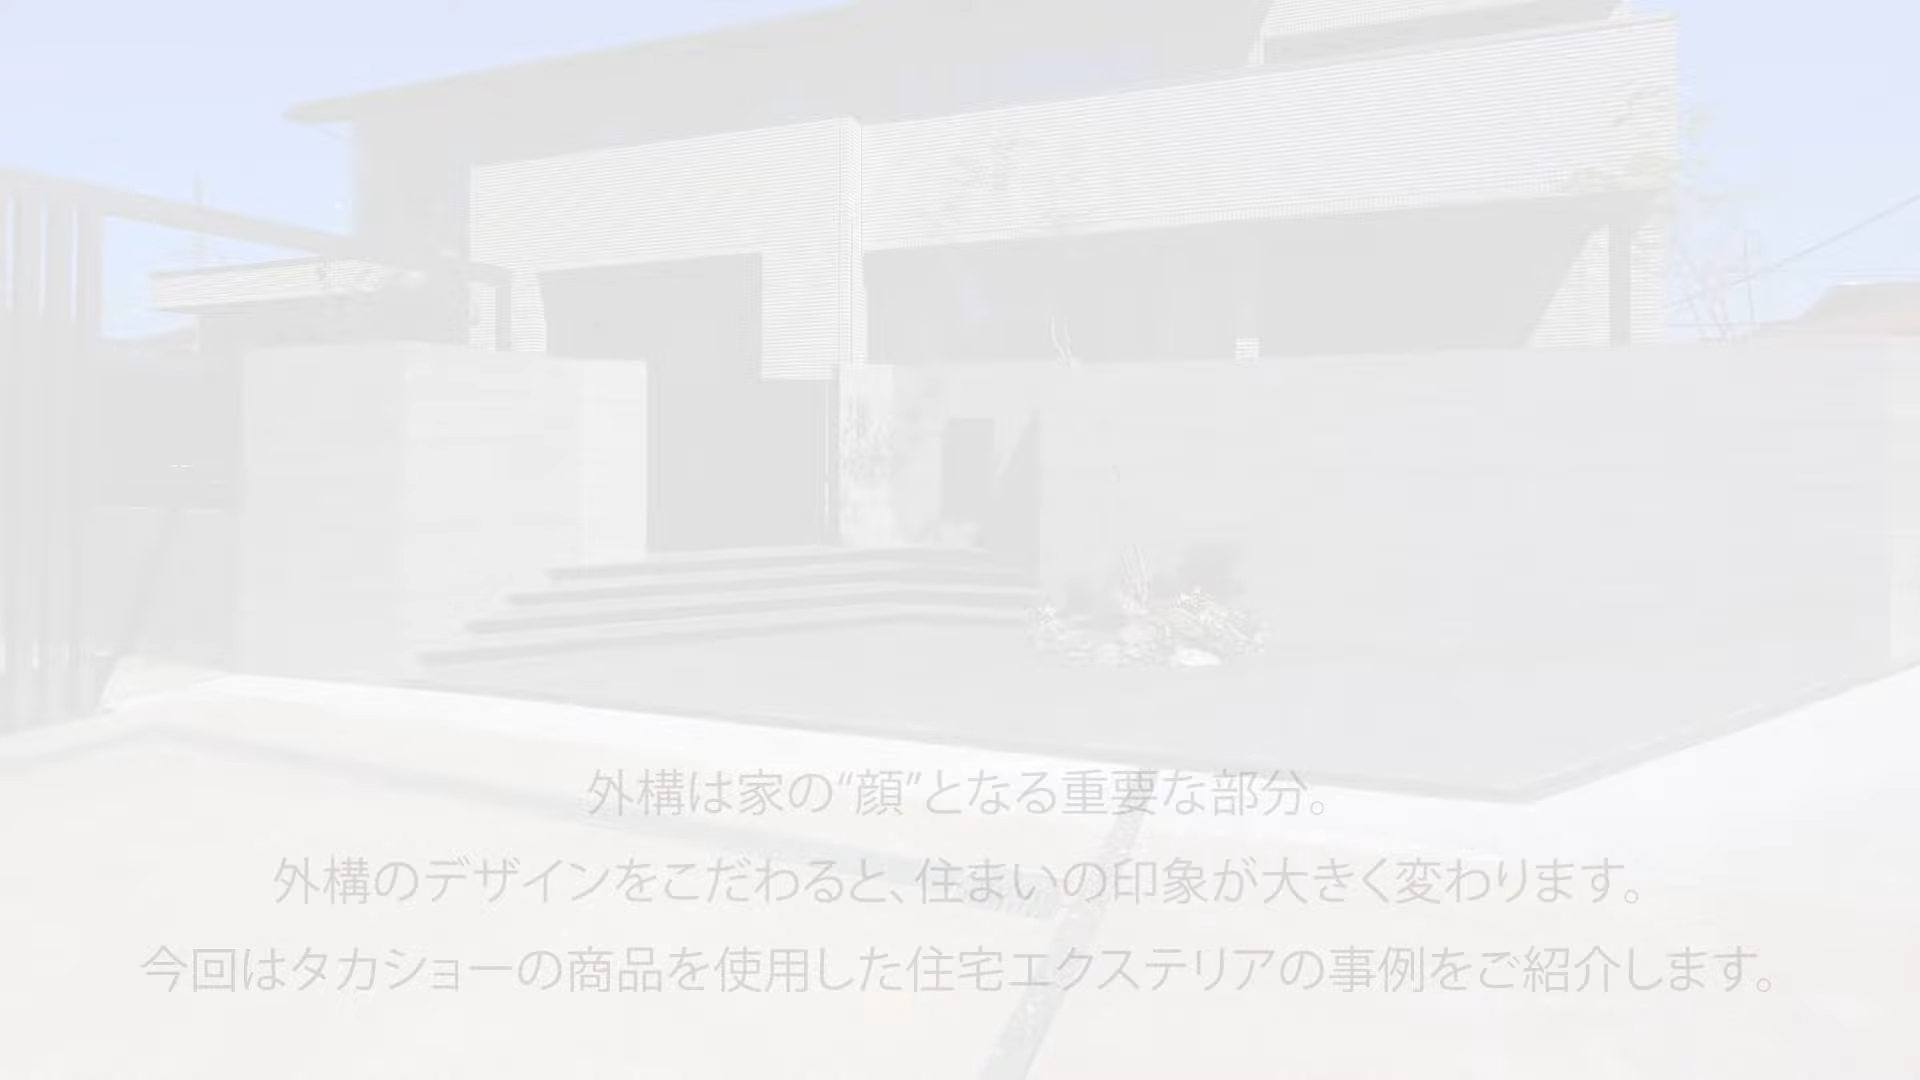 外構は家の“顔”となる重要な部分。
外構のデザインをこだわると、住まいの印象が大きく変わります。
今回はタカショーの商品を使用した住宅エクステリアの事例をご紹介します。